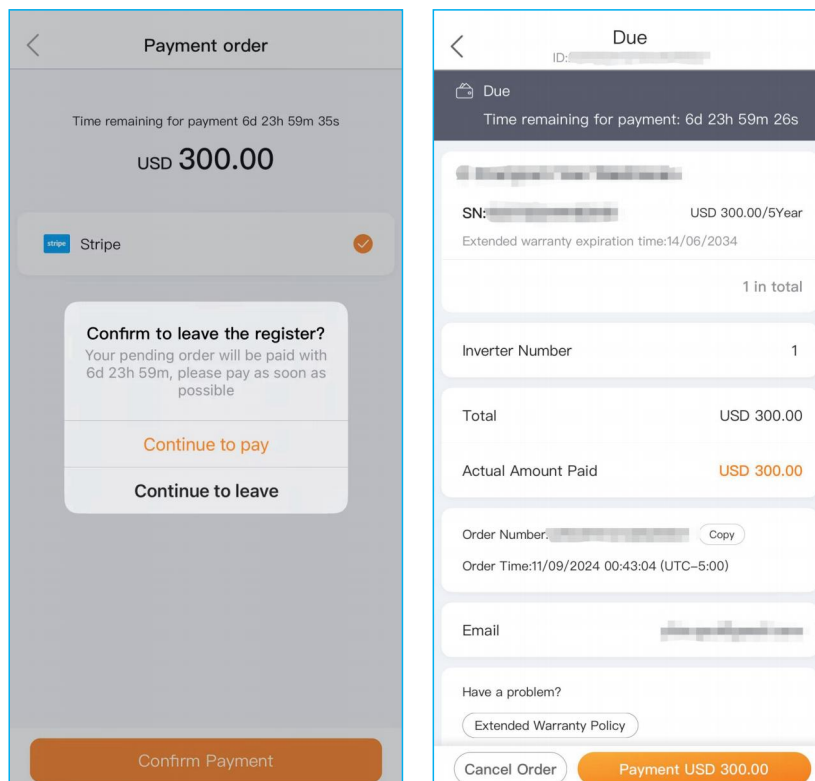 Payment order
Time remaining for payment 6d 23h 59m 35s
USD 300.00
stripe Stripe
Confirm to leave the register?
Your pending order will be paid with
6d 23h 59m, please pay as soon as
possible
Continue to pay
Continue to leave
Confirm Payment
Due
ID:
Due
Time remaining for payment: 6d 23h 59m 26s
SN: USD 300.00/5Year
Extended warranty expiration time:14/06/2034
1 in total
Inverter Number 1
Total USD 300.00
Actual Amount Paid USD 300.00
Order Number: Copy
Order Time:11/09/2024 00:43:04 (UTC-5:00)
Email
Have a problem?
Extended Warranty Policy
Cancel Order Payment USD 300.00